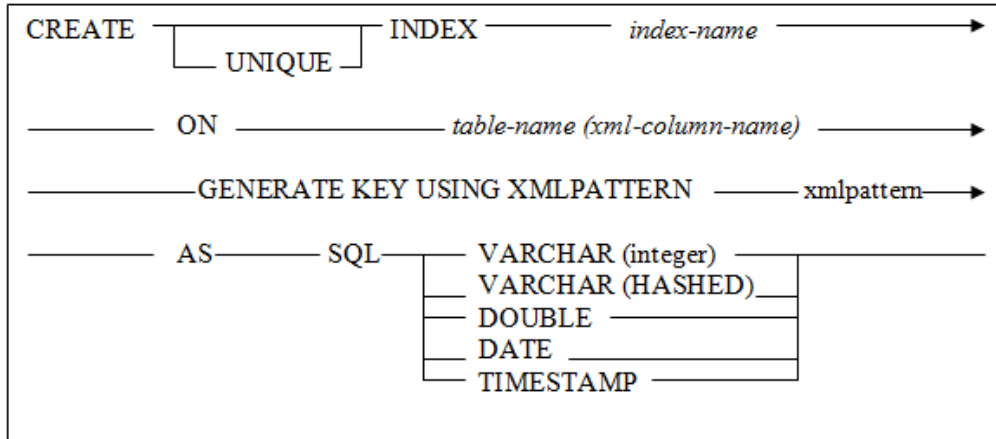 CREATE INDEX index-name
UNIQUE
ON table-name (xml-column-name)
GENERATE KEY USING XMLPATTERN xmlpattern
AS SQL VARCHAR (integer)
VARCHAR (HASHED)
DOUBLE
DATE
TIMESTAMP